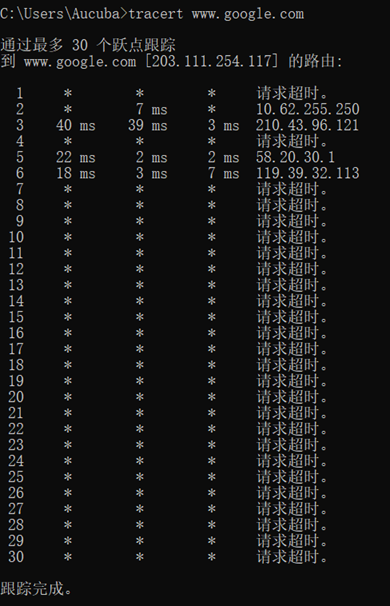 C:\Users\Aucuba>tracert www.google.com
通过最多 30 个跃点跟踪
到 www.google.com [203.111.254.117] 的路由:
1 * * * 请求超时。
2 * 7 ms * 10.62.255.250
3 40 ms 39 ms 3 ms 210.43.96.121
4 * * * 请求超时。
5 22 ms 2 ms 2 ms 58.20.30.1
6 18 ms 3 ms 7 ms 119.39.32.113
7 * * * 请求超时。
8 * * * 请求超时。
9 * * * 请求超时。
10 * * * 请求超时。
11 * * * 请求超时。
12 * * * 请求超时。
13 * * * 请求超时。
14 * * * 请求超时。
15 * * * 请求超时。
16 * * * 请求超时。
17 * * * 请求超时。
18 * * * 请求超时。
19 * * * 请求超时。
20 * * * 请求超时。
21 * * * 请求超时。
22 * * * 请求超时。
23 * * * 请求超时。
24 * * * 请求超时。
25 * * * 请求超时。
26 * * * 请求超时。
27 * * * 请求超时。
28 * * * 请求超时。
29 * * * 请求超时。
30 * * * 请求超时。
跟踪完成。